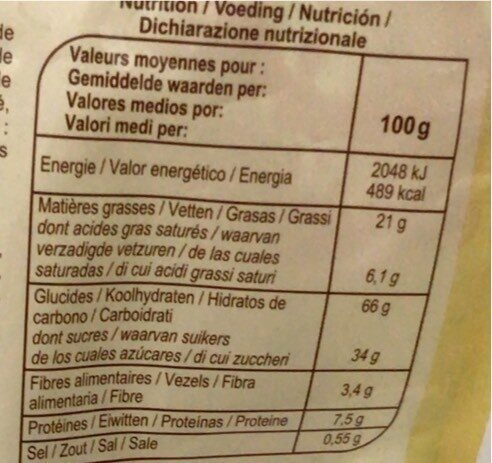 Nutrition / Voeding / Nutrición /
Dichiarazione nutrizionale
Valeurs moyennes pour :
Gemiddelde waarden per:
Valores medios por:
Valori medi per:
100 g
Energie / Valor energético / Energia
2048 kJ
489 kcal
Matières grasses / Vetten / Grasas / Grassi
21 g
dont acides gras saturés / waarvan
verzadigde vetzuren / de las cuales
saturadas / di cui acidi grassi saturi
6,1 g
Glucides / Koolhydraten / Hidratos de
carbono / Carboidrati
66 g
dont sucres / waarvan suikers
de los cuales azúcares / di cui zuccheri
34 g
Fibres alimentaires / Vezels / Fibra
alimentaria / Fibre
3,4 g
Protéines / Eiwitten / Proteínas / Proteine
7,5 g
Sel / Zout / Sal / Sale
0,55 g